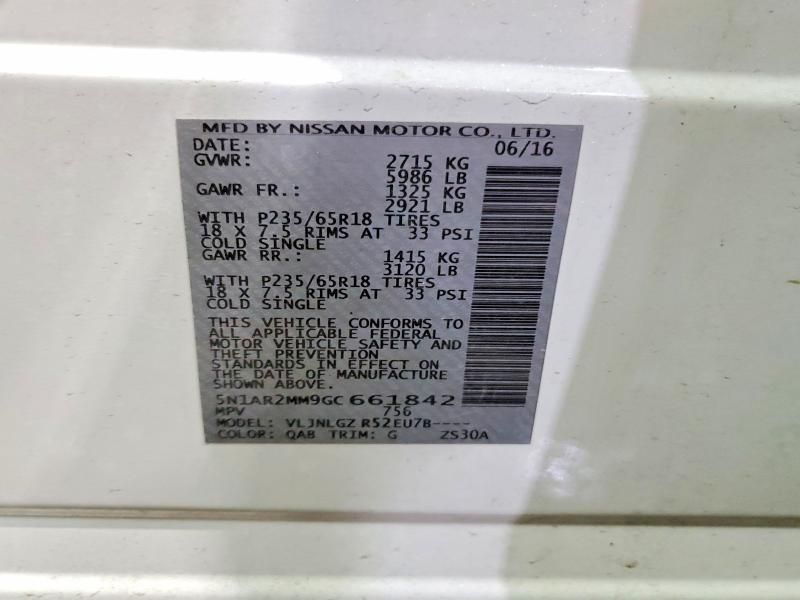 MFD BY NISSAN MOTOR CO., LTD.
DATE: 06/16
GVWR: 2715 KG
5986 LB
GAWR FR.: 1325 KG
2921 LB
WITH P235/65R18 TIRES
18 X 7.5 RIMS AT 33 PSI
COLD SINGLE
GAWR RR.: 1415 KG
3120 LB
WITH P235/65R18 TIRES
18 X 7.5 RIMS AT 33 PSI
COLD SINGLE
THIS VEHICLE CONFORMS TO
ALL APPLICABLE FEDERAL
MOTOR VEHICLE SAFETY AND
THEFT PREVENTION
STANDARDS IN EFFECT ON
THE DATE OF MANUFACTURE
SHOWN ABOVE.
5N1AR2MM9GC661842
MPV 756
MODEL: VLJNLGZ R52EU7B----
COLOR: QAB TRIM: G ZS30A